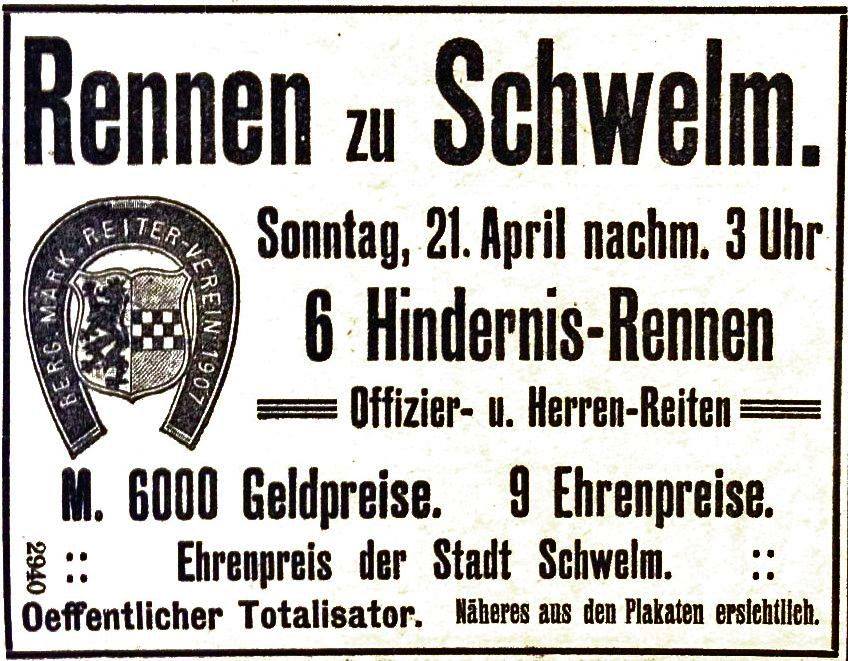 Rennen zu Schwelm.
BERG. MÄRK. REITER-VEREIN 1907
Sonntag, 21. April nachm. 3 Uhr
6 Hindernis-Rennen
Offizier- u. Herren-Reiten
M. 6000 Geldpreise. 9 Ehrenpreise.
2940
:: Ehrenpreis der Stadt Schwelm. ::
Oeffentlicher Totalisator. Näheres aus den Plakaten ersichtlich.